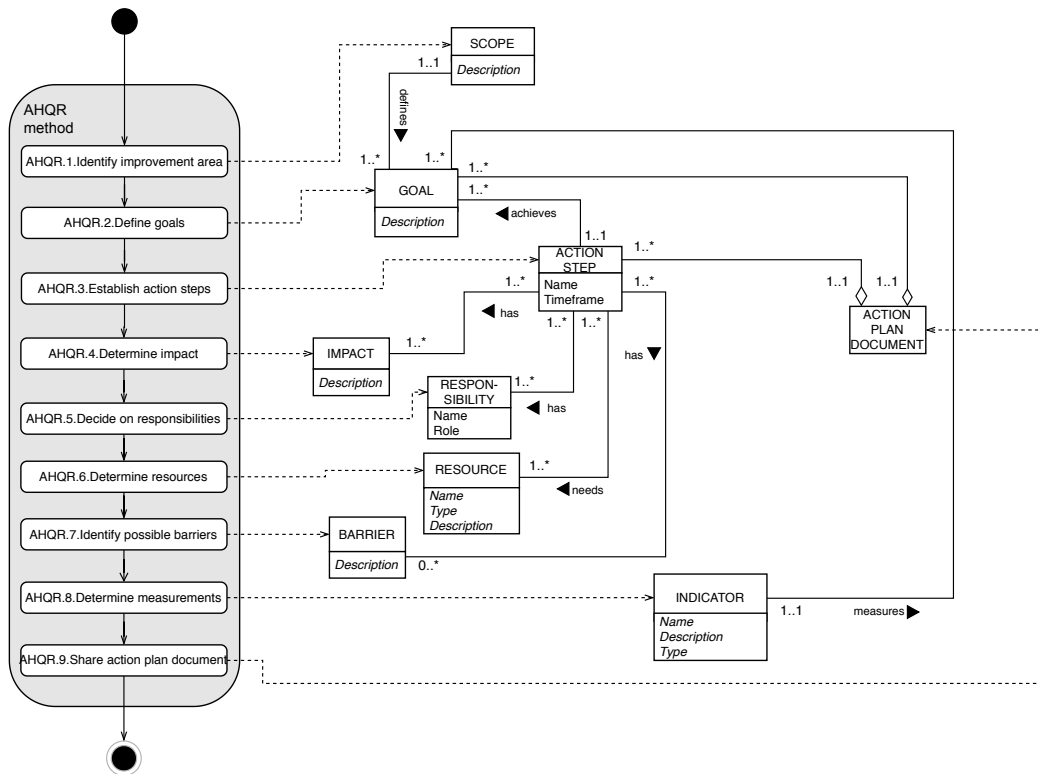 AHQR
method
AHQR.1.Identify improvement area
AHQR.2.Define goals
AHQR.3.Establish action steps
AHQR.4.Determine impact
AHQR.5.Decide on responsibilities
AHQR.6.Determine resources
AHQR.7.Identify possible barriers
AHQR.8.Determine measurements
AHQR.9.Share action plan document
SCOPE
Description
1..1
defines
1..*
1..*
1..*
GOAL
1..*
Description
achieves
1..1
1..*
ACTION
STEP
Name
Timeframe
1..*
1..*
1..1
1..1
ACTION
PLAN
DOCUMENT
has
1..*
1..*
1..*
IMPACT
Description
has
RESPON-
SIBILITY
Name
Role
1..*
has
RESOURCE
Name
Type
Description
1..*
needs
BARRIER
Description
0..*
INDICATOR
Name
Description
Type
1..1
measures